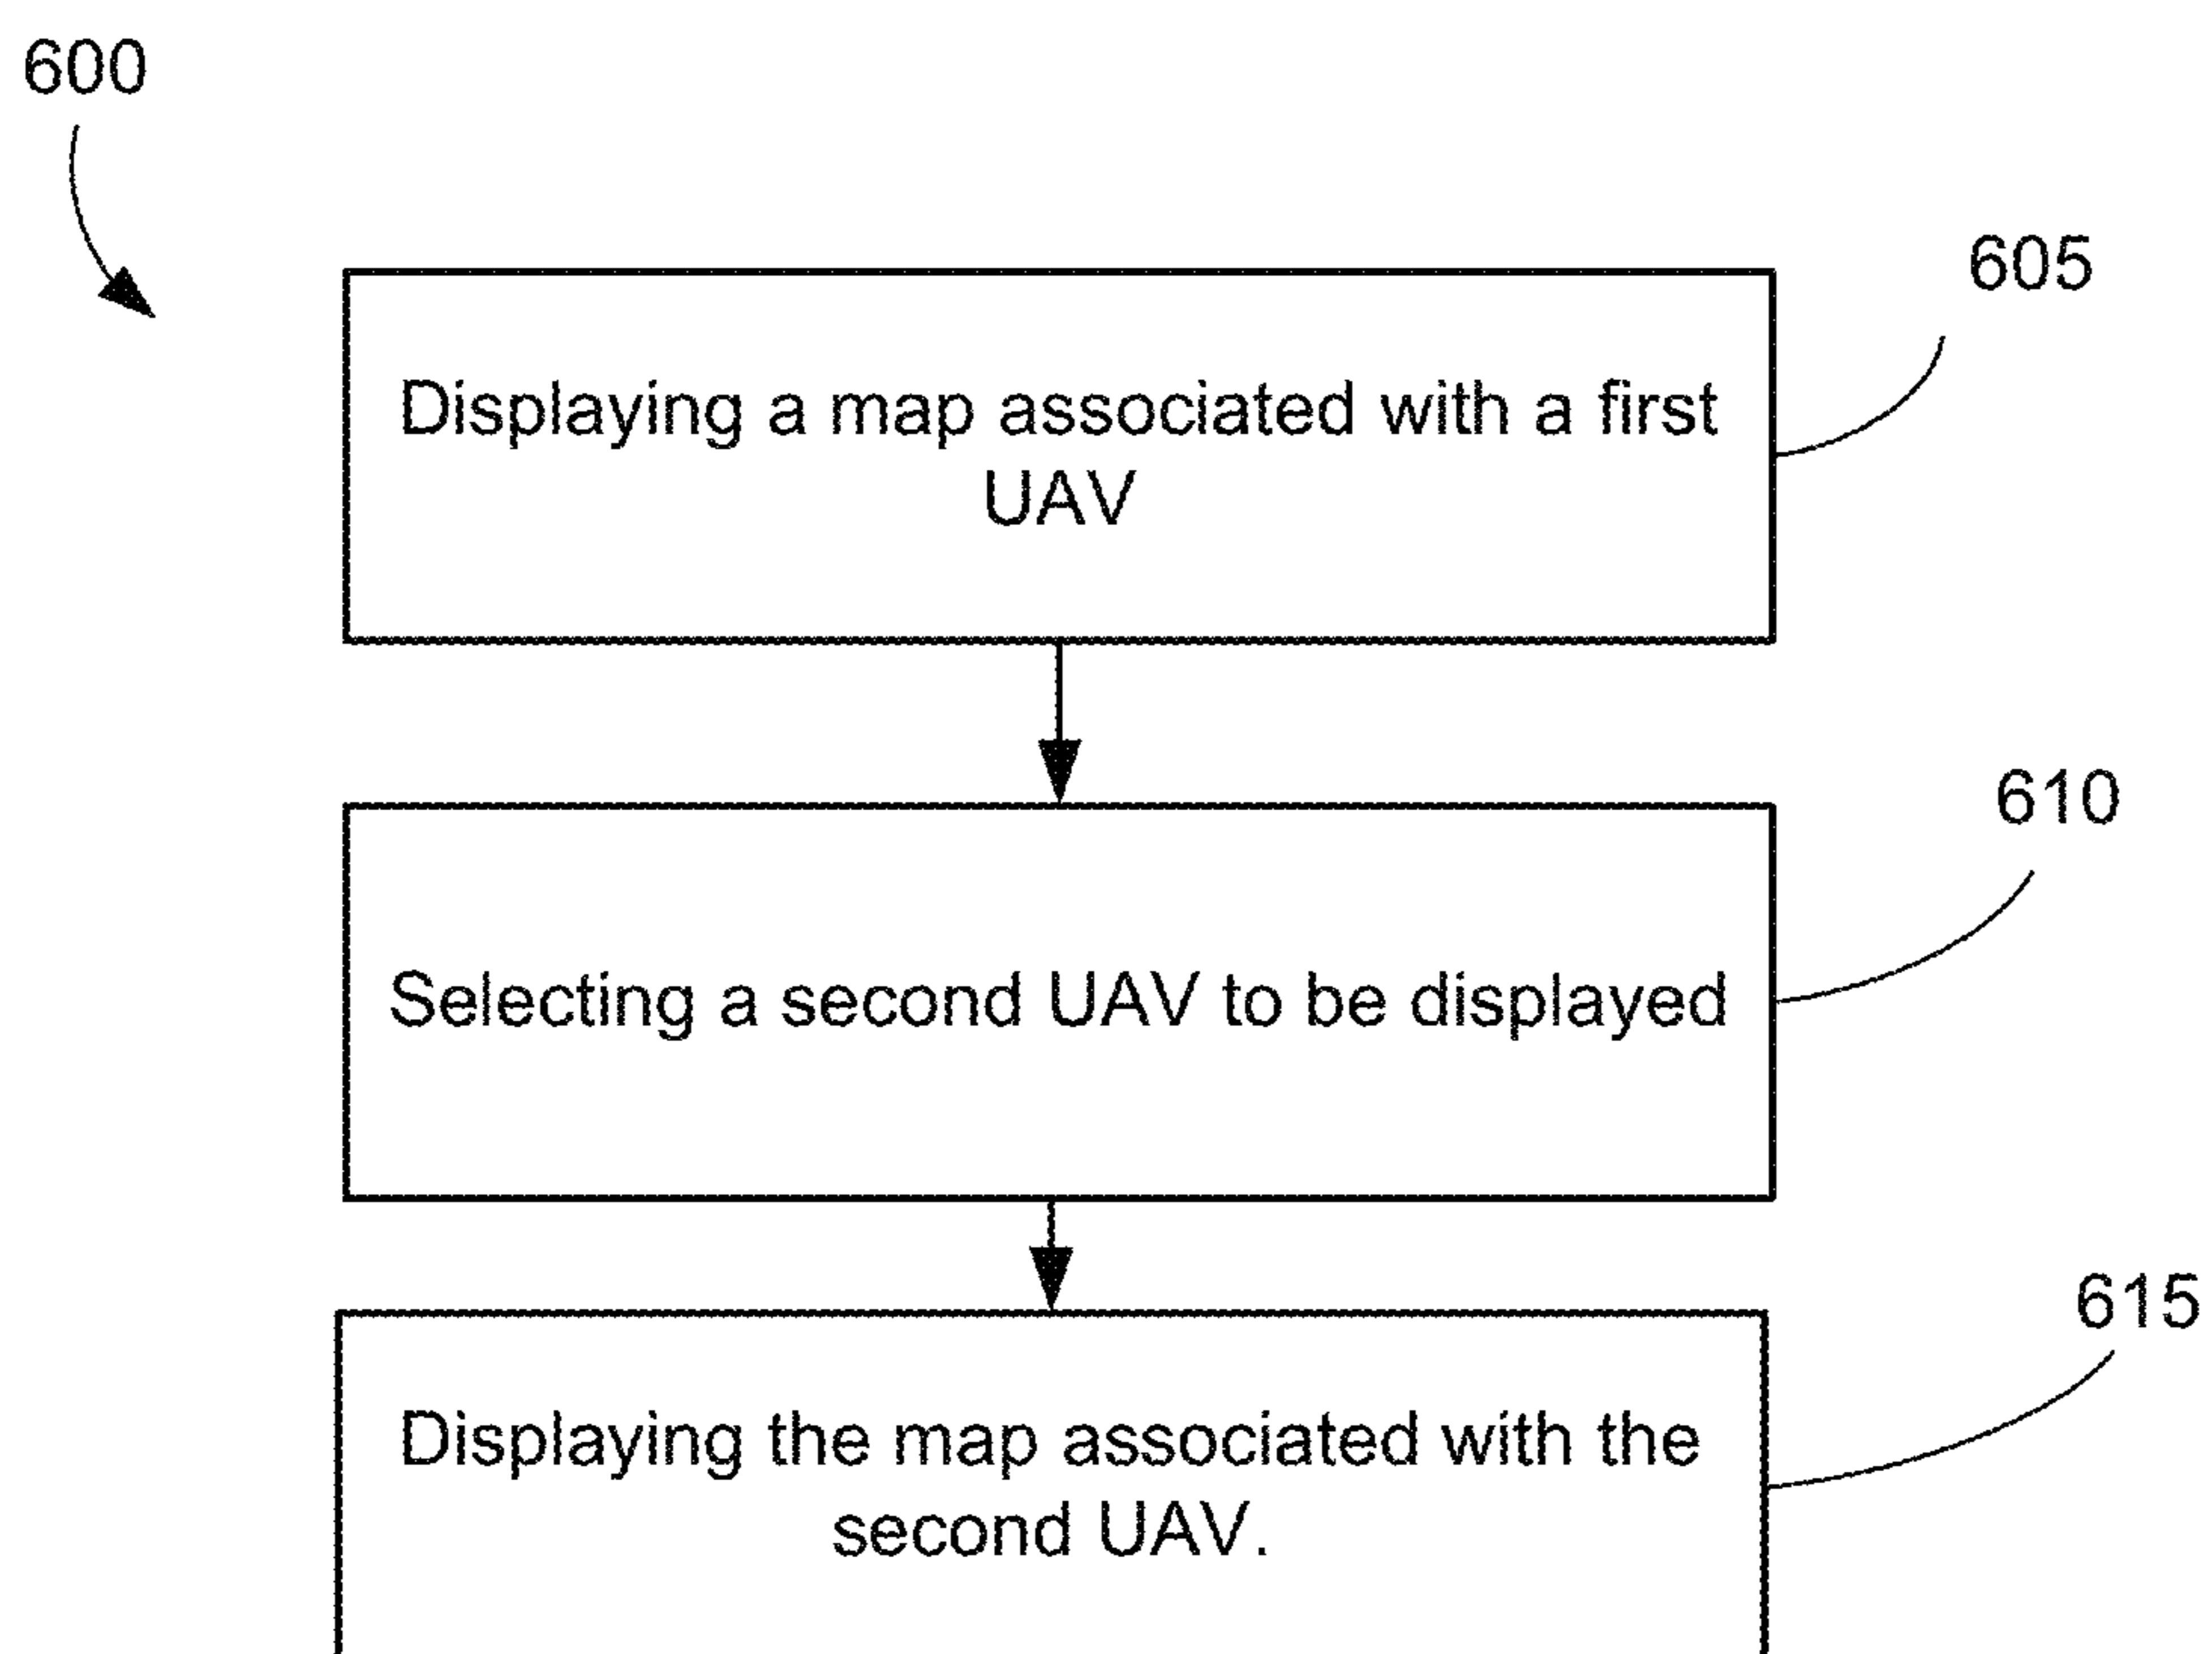 600
605
Displaying a map associated with a first
UAV
610
Selecting a second UAV to be displayed
615
Displaying the map associated with the
second UAV.